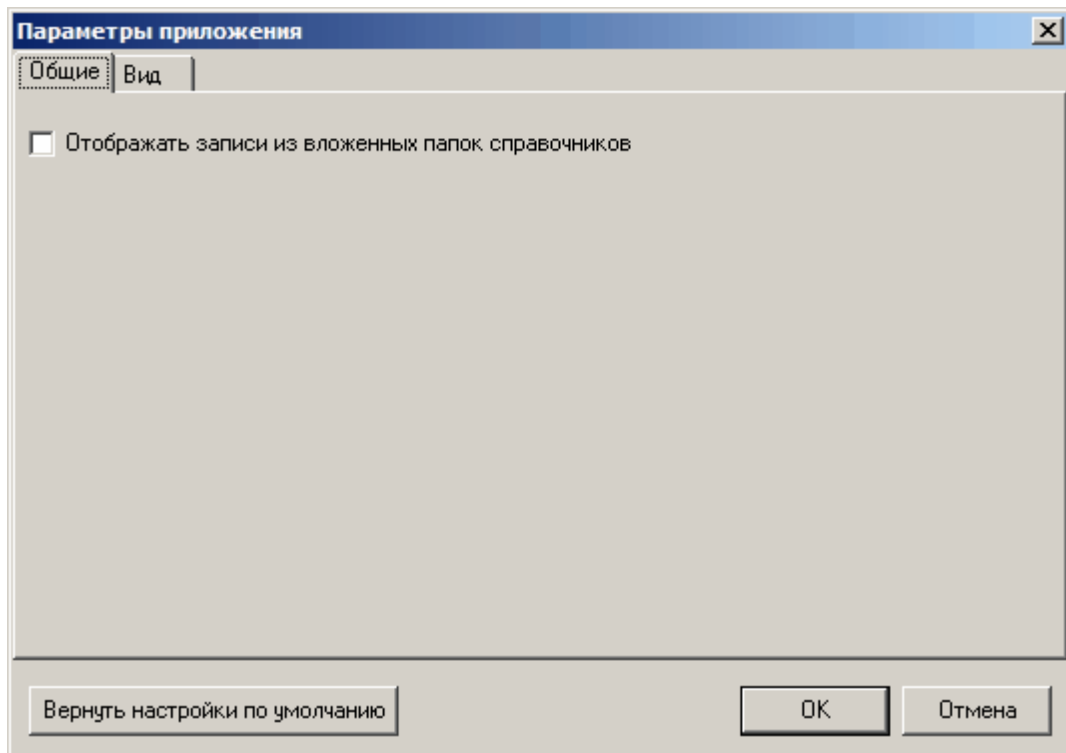 Параметры приложения
Общие Вид
Отображать записи из вложенных папок справочников
Вернуть настройки по умолчанию OK Отмена